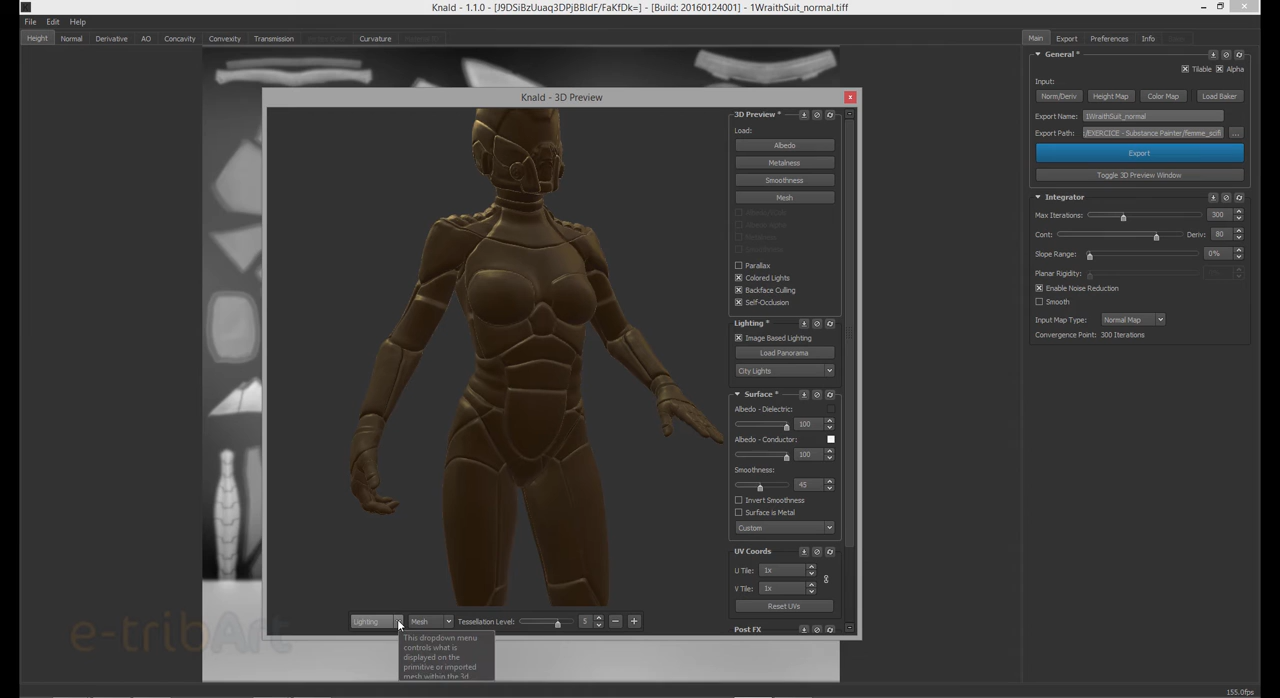 Knald - 1.1.0 - [J9DSiBzUuaq3DPjBBldF/FaKfDk=] - [Build: 20160124001] - 1WraithSuit_normal.tiff
File Edit Help
Height Normal Derivative AO Concavity Convexity Transmission Curvature
Main Export Preferences Info
General *
Tilable Alpha
Input:
Norm/Deriv Height Map Color Map Load Baker
Export Name: 1WraithSuit_normal
Export Path: :/EXERCICE - Substance Painter/femme_scifi ...
Export
Toggle 3D Preview Window
Integrator
Max Iterations: 300
Cont: Deriv: 80
Slope Range: 0%
Planar Rigidity:
Enable Noise Reduction
Smooth
Input Map Type: Normal Map
Convergence Point: 300 Iterations
Knald - 3D Preview
3D Preview *
Load:
Albedo
Metalness
Smoothness
Mesh
Parallax
Colored Lights
Backface Culling
Self-Occlusion
Lighting *
Image Based Lighting
Load Panorama
City Lights
Surface *
Albedo - Dielectric:
100
Albedo - Conductor:
100
Smoothness:
45
Invert Smoothness
Surface is Metal
Custom
UV Coords
U Tile: 1x
V Tile: 1x
Reset UVs
Post FX
Lighting Mesh Tessellation Level: 5 - +
This dropdown menu
controls what is
displayed on the
primitive or imported
mesh within the 3d
e-tribArt
155.0fps